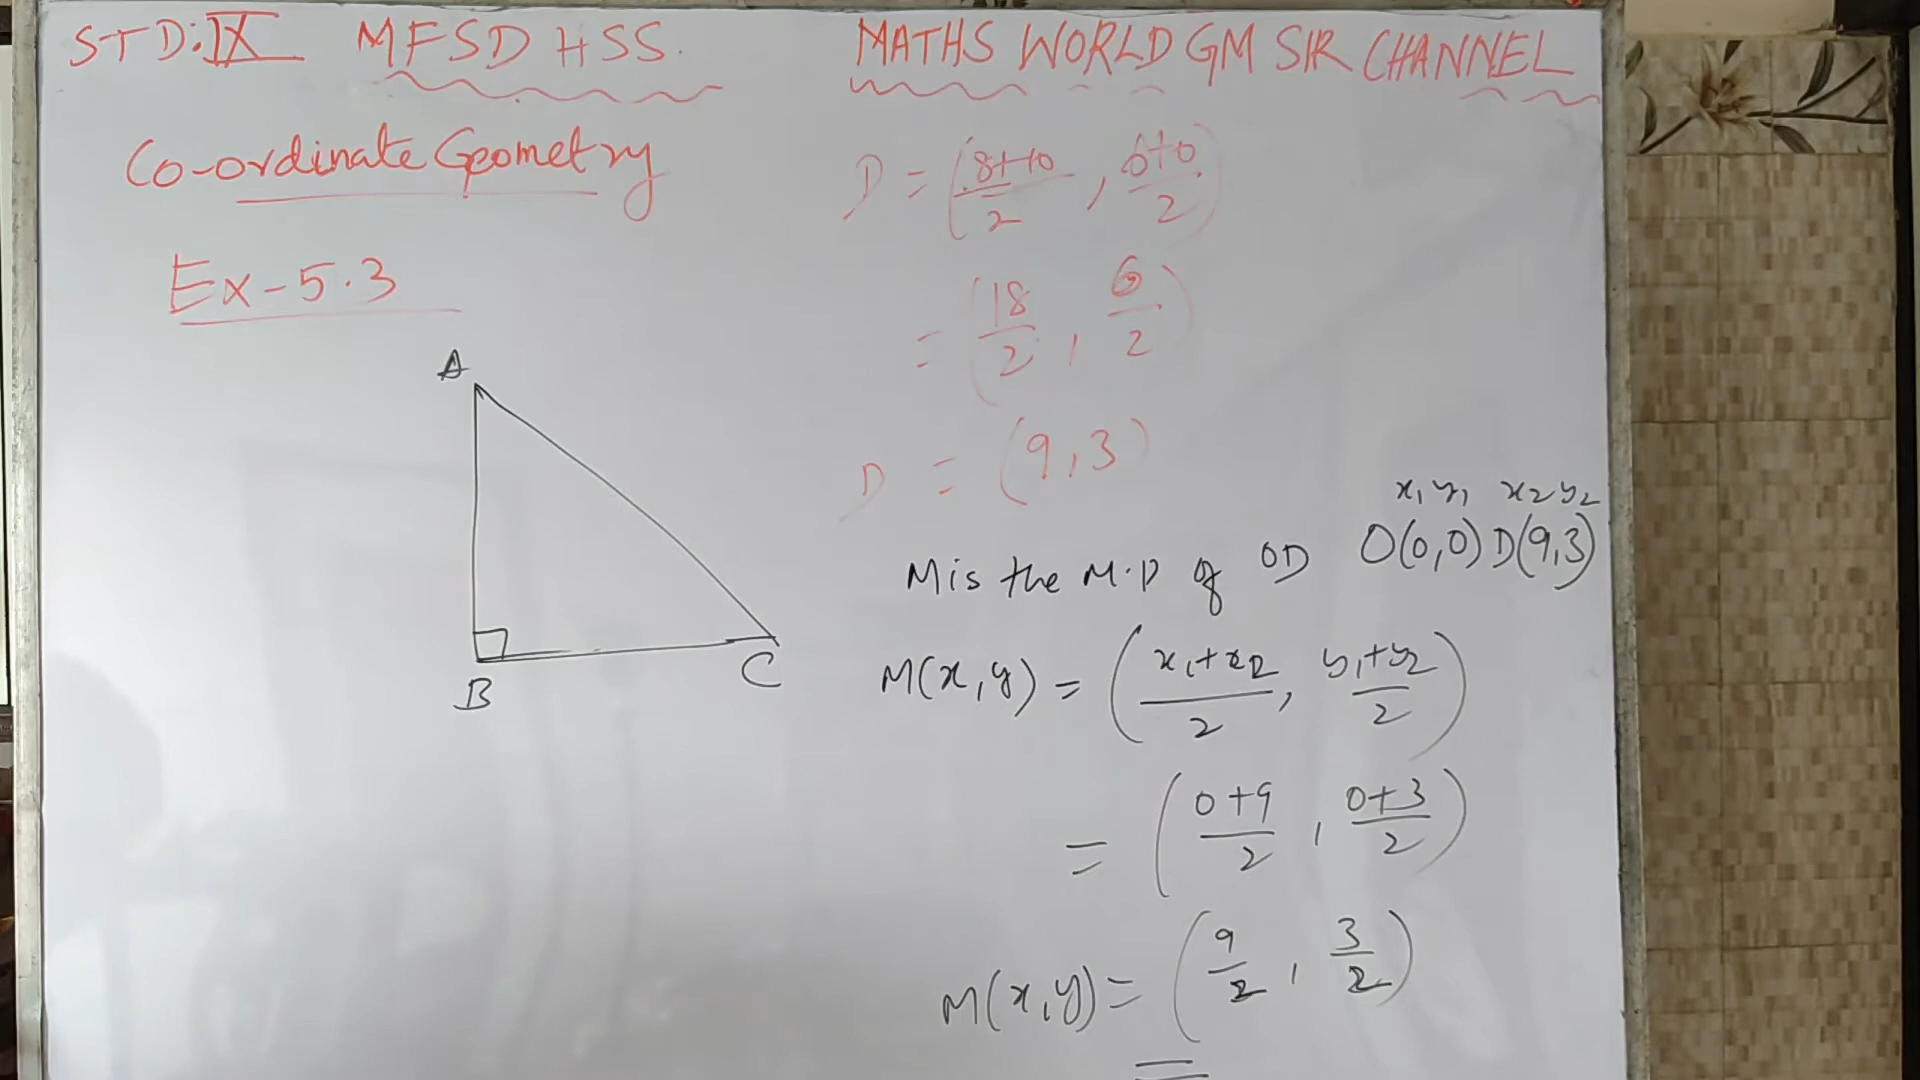 STD:IX MFSD HSS. MATHS WORLD GM SIR CHANNEL
Co-ordinate Geometry
Ex-5.3
A
B
C
D = (8+10/2, 6+0/2)
= (18/2, 6/2)
D = (9,3)
x₁ y₁ x₂ y₂
M is the M.P of OD O(0,0) D(9,3)
M(x,y) = (x₁+x₂/2, y₁+y₂/2)
= (0+9/2, 0+3/2)
M(x,y) = (9/2, 3/2)